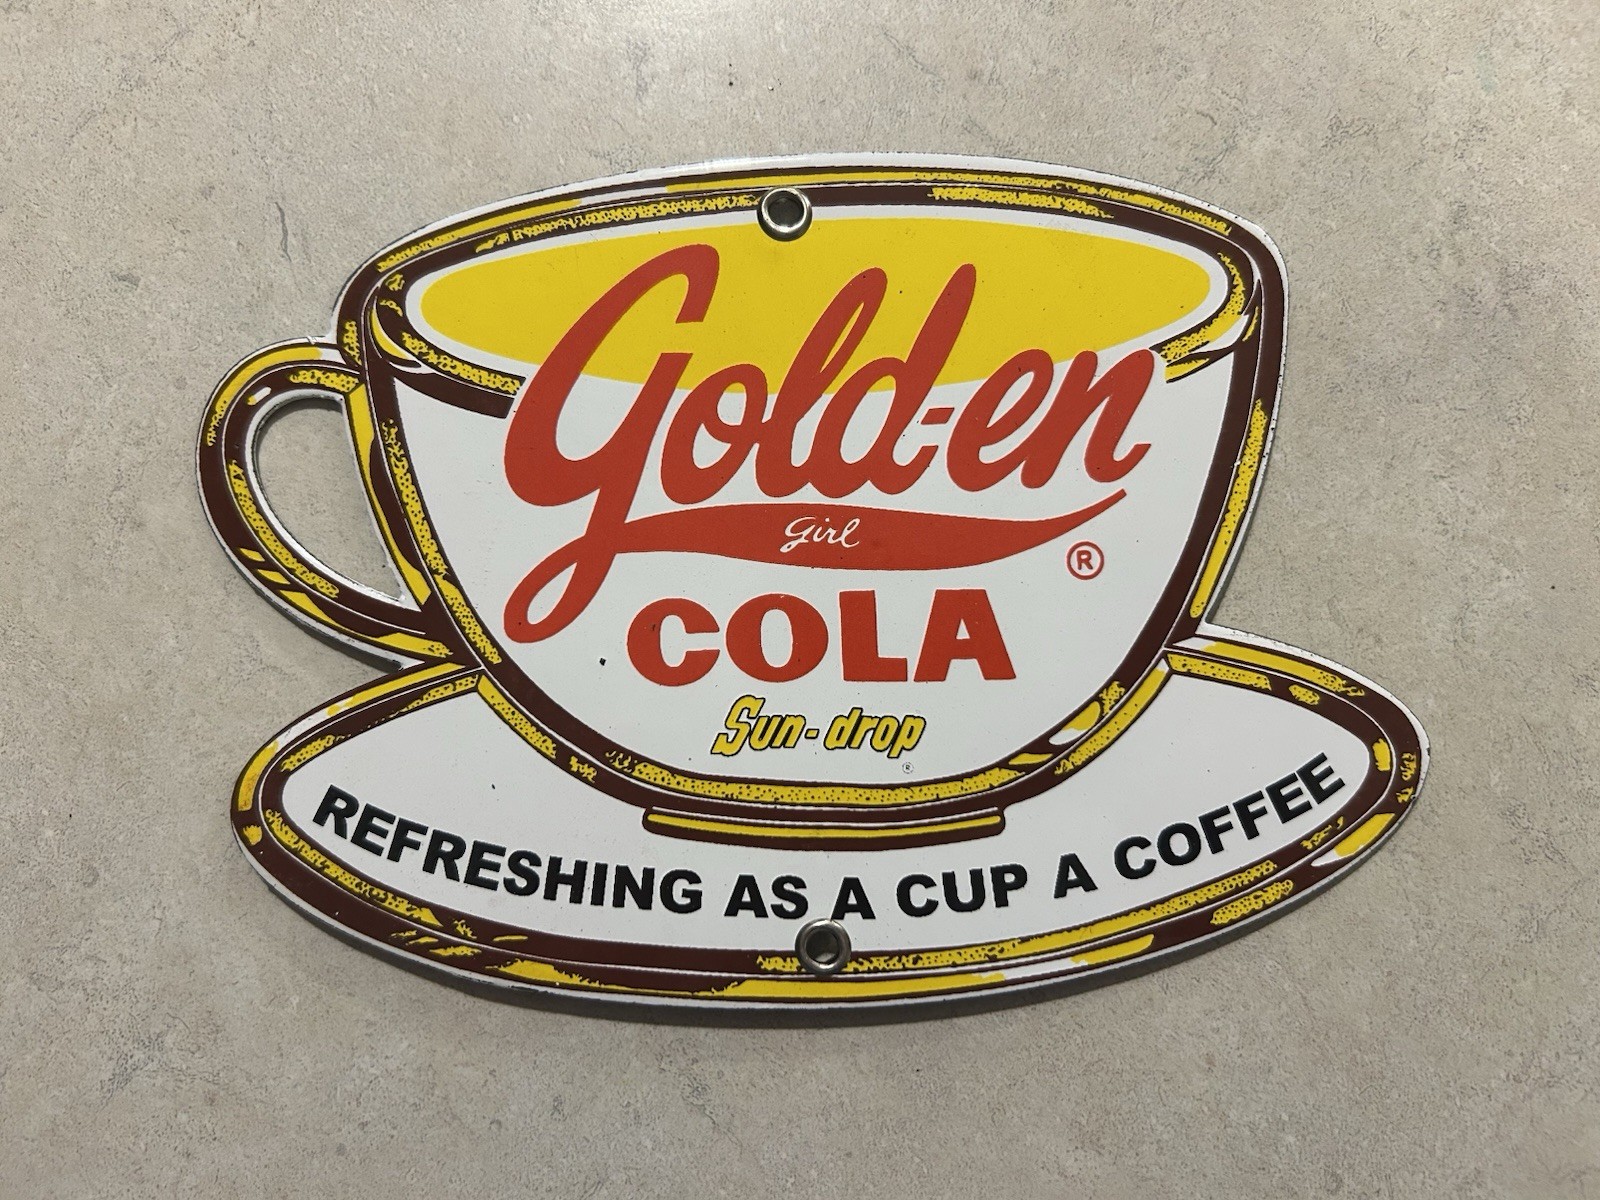 Gold-en
Girl
®
COLA
Sun-drop
®
REFRESHING AS A CUP A COFFEE